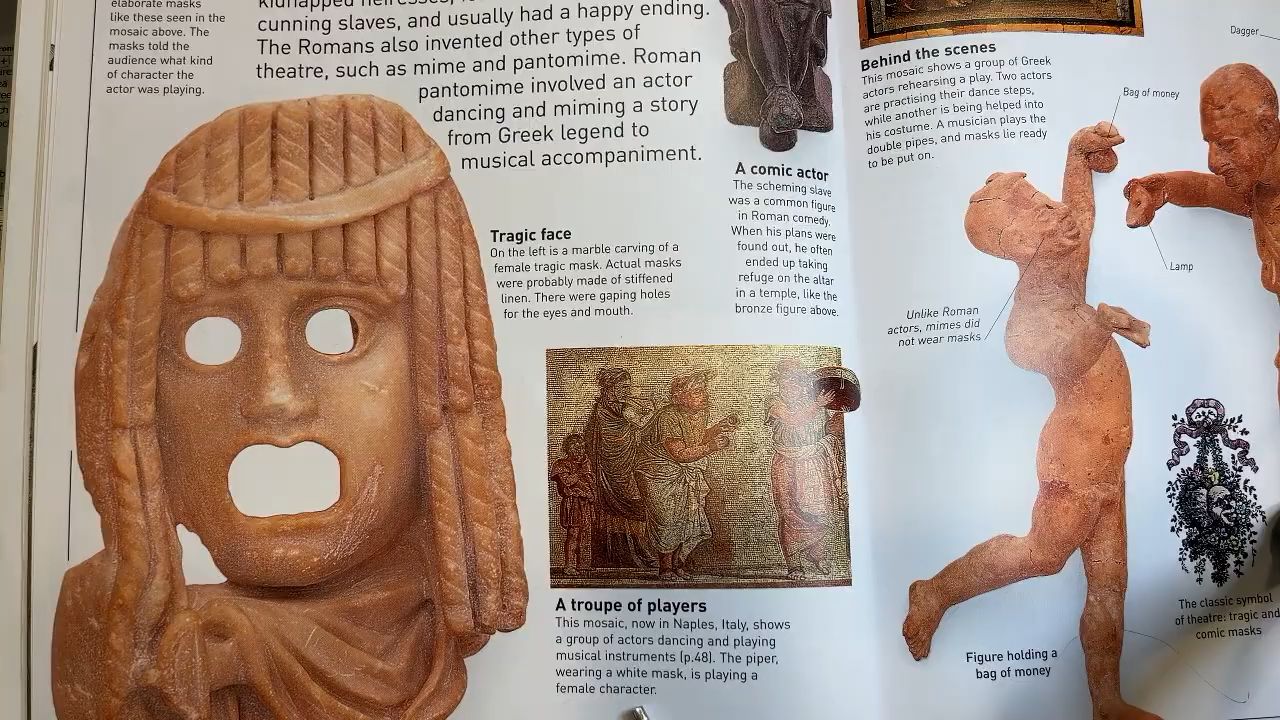 elaborate masks
like these seen in the
mosaic above. The
masks told the
audience what kind
of character the
actor was playing.
kidnapped heiresses,
cunning slaves, and usually had a happy ending.
The Romans also invented other types of
theatre, such as mime and pantomime. Roman
pantomime involved an actor
dancing and miming a story
from Greek legend to
musical accompaniment.
Tragic face
On the left is a marble carving of a
female tragic mask. Actual masks
were probably made of stiffened
linen. There were gaping holes
for the eyes and mouth.
A comic actor
The scheming slave
was a common figure
in Roman comedy.
When his plans were
found out, he often
ended up taking
refuge on the altar
in a temple, like the
bronze figure above.
A troupe of players
This mosaic, now in Naples, Italy, shows
a group of actors dancing and playing
musical instruments (p.48). The piper,
wearing a white mask, is playing a
female character.
Behind the scenes
This mosaic shows a group of Greek
actors rehearsing a play. Two actors
are practising their dance steps,
while another is being helped into
his costume. A musician plays the
double pipes, and masks lie ready
to be put on.
Dagger
Bag of money
Lamp
Unlike Roman
actors, mimes did
not wear masks
Figure holding a
bag of money
The classic symbol
of theatre: tragic and
comic masks